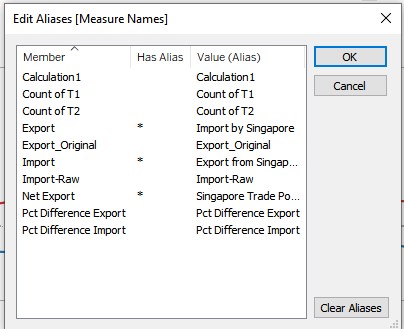 Edit Aliases [Measure Names]
Member Has Alias Value (Alias)
Calculation1 Calculation1
Count of T1 Count of T1
Count of T2 Count of T2
Export * Import by Singapore
Export_Original Export_Original
Import * Export from Singap...
Import-Raw Import-Raw
Net Export * Singapore Trade Po...
Pct Difference Export Pct Difference Export
Pct Difference Import Pct Difference Import
OK
Cancel
Clear Aliases